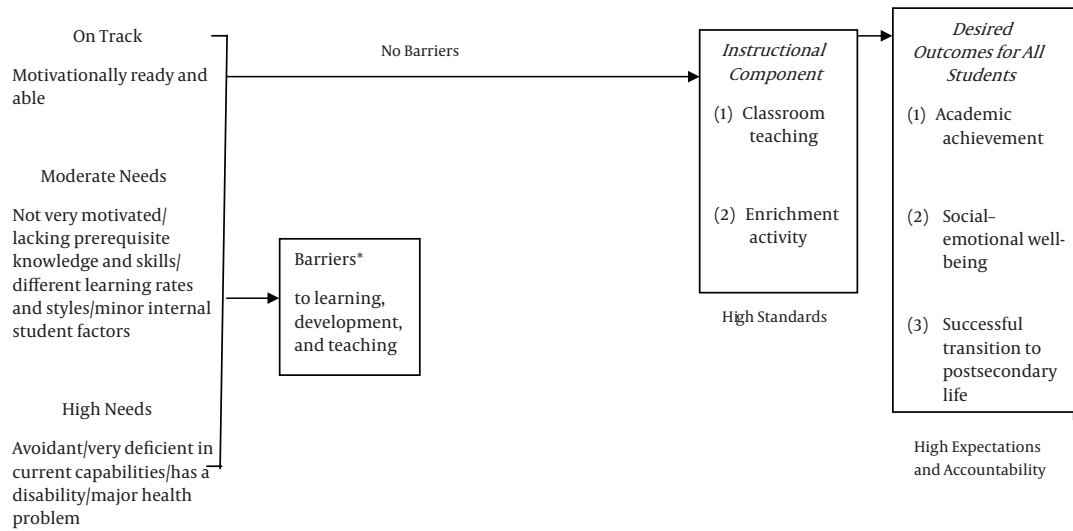 On Track
Motivationally ready and
able
Moderate Needs
Not very motivated/
lacking prerequisite
knowledge and skills/
different learning rates
and styles/minor internal
student factors
High Needs
Avoidant/very deficient in
current capabilities/has a
disability/major health
problem
No Barriers
Barriers*
to learning,
development,
and teaching
Instructional
Component
(1) Classroom
teaching
(2) Enrichment
activity
High Standards
Desired
Outcomes for All
Students
(1) Academic
achievement
(2) Social–
emotional well-
being
(3) Successful
transition to
postsecondary
life
High Expectations
and Accountability